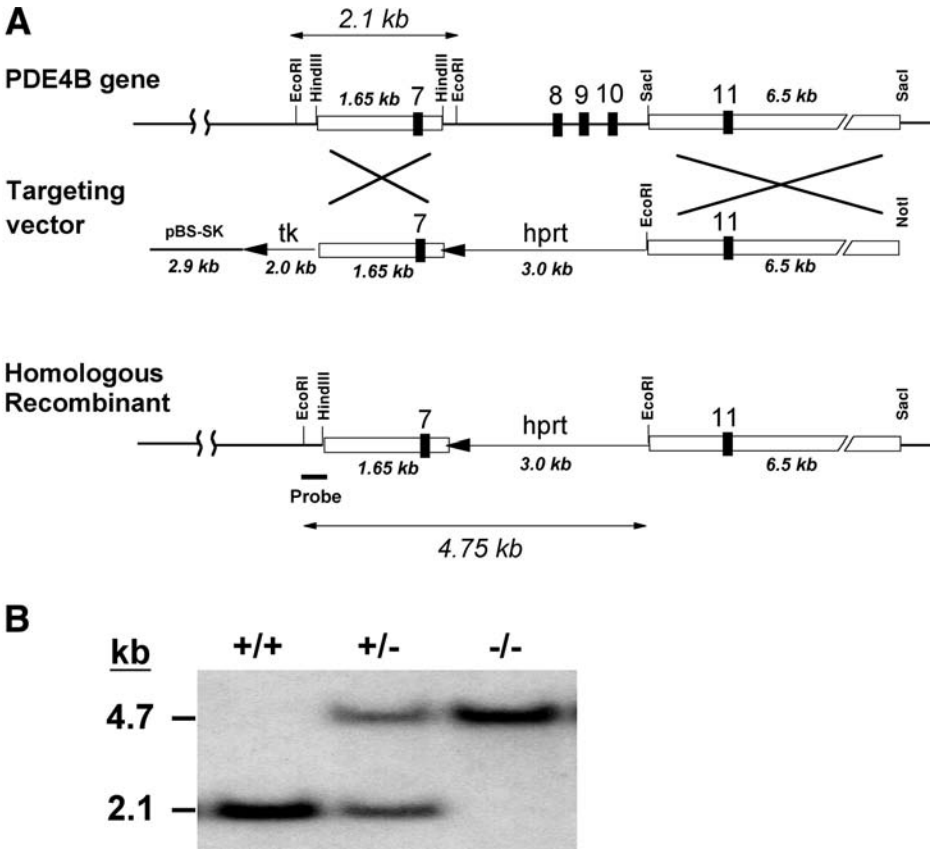 A
2.1 kb
PDE4B gene
EcoRI
HindIII
1.65 kb
7
HindIII
EcoRI
8 9 10
SacI
11
6.5 kb
SacI
Targeting
vector
pBS-SK
2.9 kb
tk
2.0 kb
7
1.65 kb
hprt
3.0 kb
EcoRI
11
6.5 kb
NotI
Homologous
Recombinant
EcoRI
HindIII
7
1.65 kb
hprt
3.0 kb
EcoRI
11
6.5 kb
SacI
Probe
4.75 kb
B
kb
+/+ +/- -/-
4.7
2.1